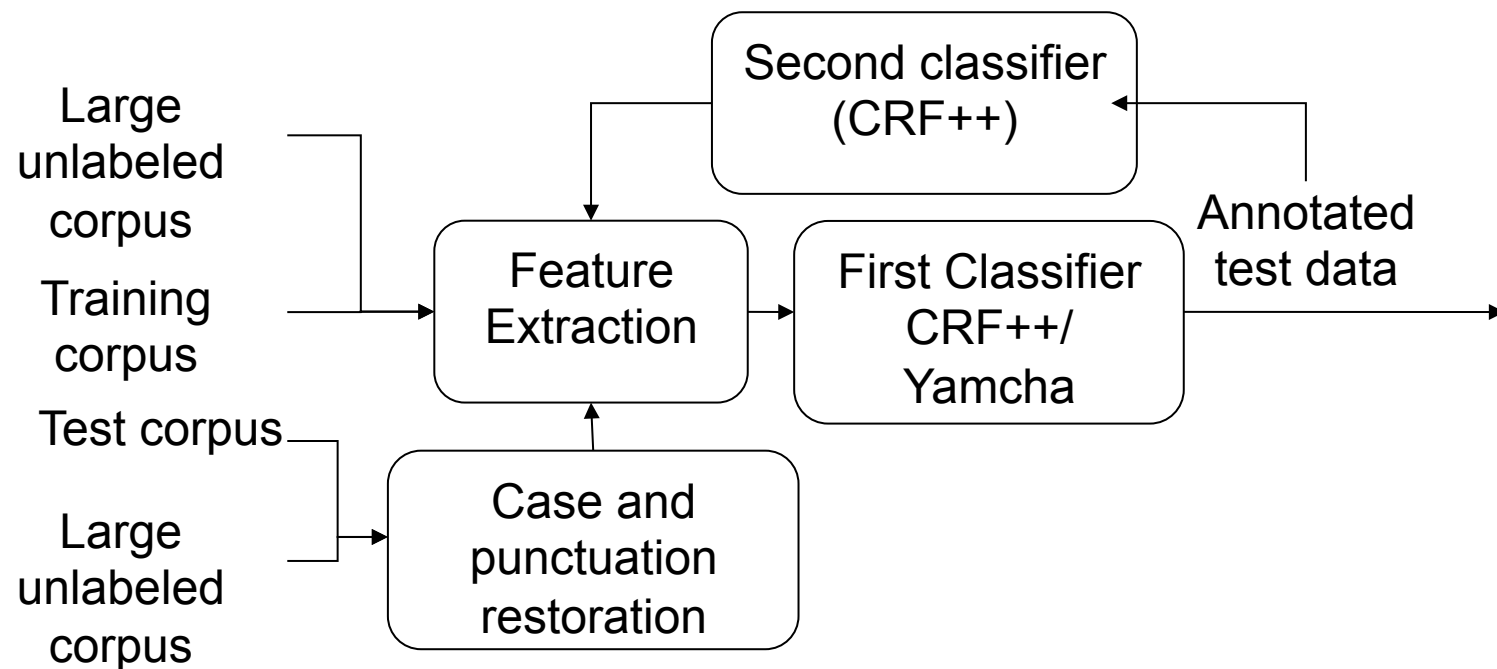 Second classifier
(CRF++)
Large
unlabeled
corpus
Annotated
test data
Feature
Extraction
First Classifier
CRF++/
Yamcha
Training
corpus
Test corpus
Case and
punctuation
restoration
Large
unlabeled
corpus